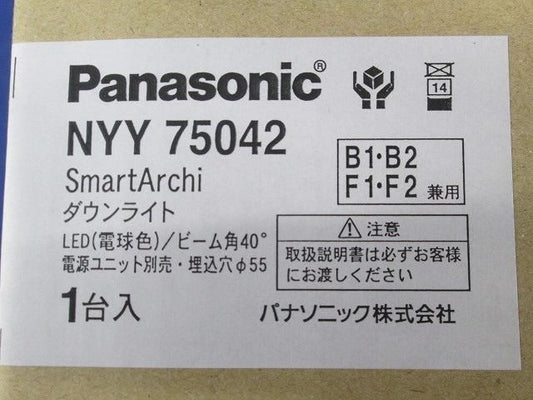 Panasonic®
NYY 75042
SmartArchi
ダウンライト
LED(電球色)/ビーム角40°
電源ユニット別売・埋込穴φ55
1台入
14
B1・B2
F1・F2 兼用
注意
取扱説明書は必ずお客様
にお渡しください
パナソニック株式会社